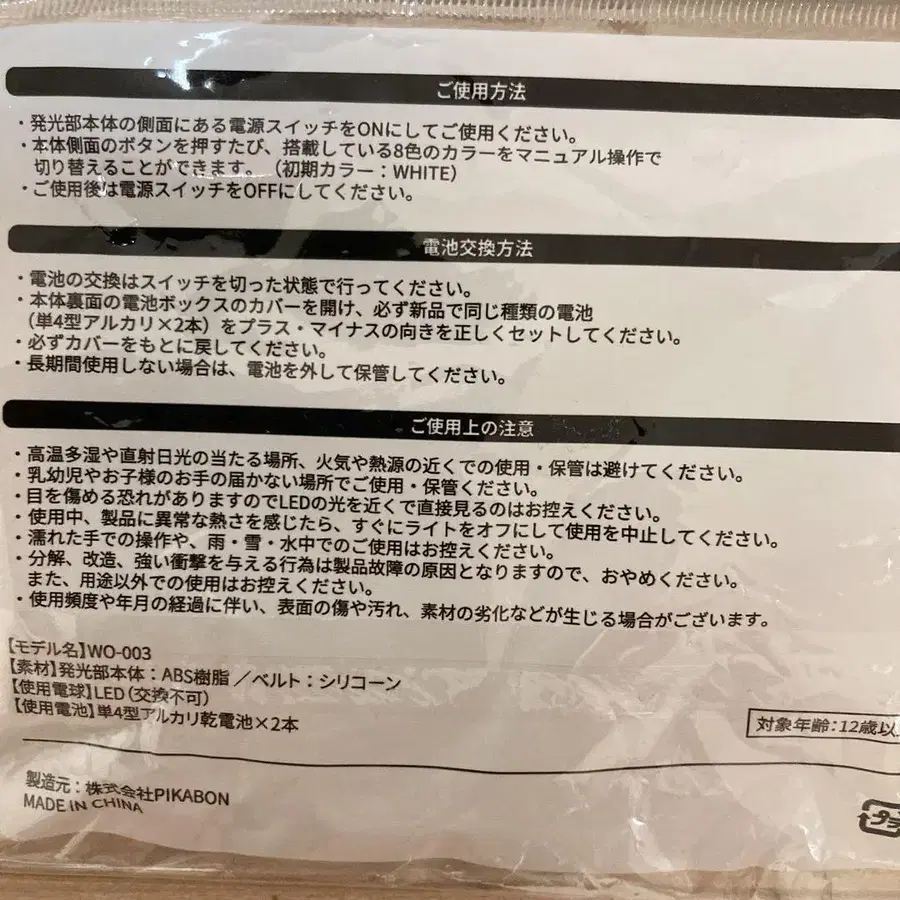 ご使用方法
・発光部本体の側面にある電源スイッチをONにしてご使用ください。
・本体側面のボタンを押すたび、搭載している8色のカラーをマニュアル操作で
切り替えることができます。（初期カラー：WHITE）
・ご使用後は電源スイッチをOFFにしてください。
電池交換方法
・電池の交換はスイッチを切った状態で行ってください。
・本体裏面の電池ボックスのカバーを開け、必ず新品で同じ種類の電池
（単4型アルカリ×2本）をプラス・マイナスの向きを正しくセットしてください。
・必ずカバーをもとに戻してください。
・長期間使用しない場合は、電池を外して保管してください。
ご使用上の注意
・高温多湿や直射日光の当たる場所、火気や熱源の近くでの使用・保管は避けてください。
・乳幼児やお子様のお手の届かない場所でご使用・保管ください。
・目を傷める恐れがありますのでLEDの光を近くで直接見るのはお控えください。
・使用中、製品に異常な熱さを感じたら、すぐにライトをオフにして使用を中止してください。
・濡れた手での操作や、雨・雪・水中でのご使用はお控えください。
・分解、改造、強い衝撃を与える行為は製品故障の原因となりますので、おやめください。
また、用途以外での使用はお控えください。
・使用頻度や年月の経過に伴い、表面の傷や汚れ、素材の劣化などが生じる場合がございます。
【モデル名】WO-003
【素材】発光部本体：ABS樹脂／ベルト：シリコーン
【使用電球】LED（交換不可）
【使用電池】単4型アルカリ乾電池×2本
対象年齢：12歳以
製造元：株式会社PIKABON
MADE IN CHINA
プラ